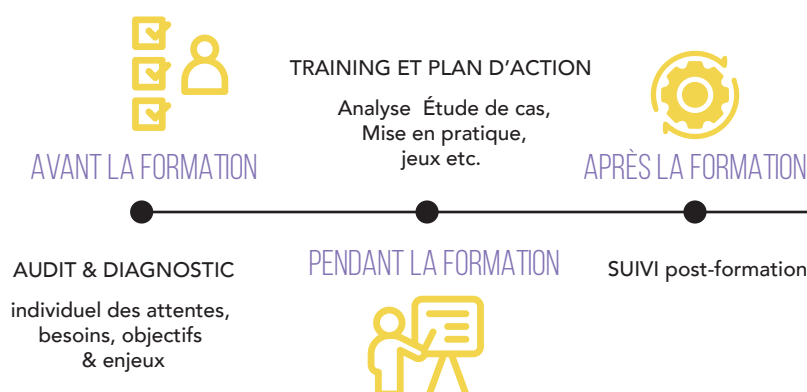 AVANT LA FORMATION
AUDIT & DIAGNOSTIC
individuel des attentes,
besoins, objectifs
& enjeux
TRAINING ET PLAN D'ACTION
Analyse Étude de cas,
Mise en pratique,
jeux etc.
PENDANT LA FORMATION
APRÈS LA FORMATION
SUIVI post-formation